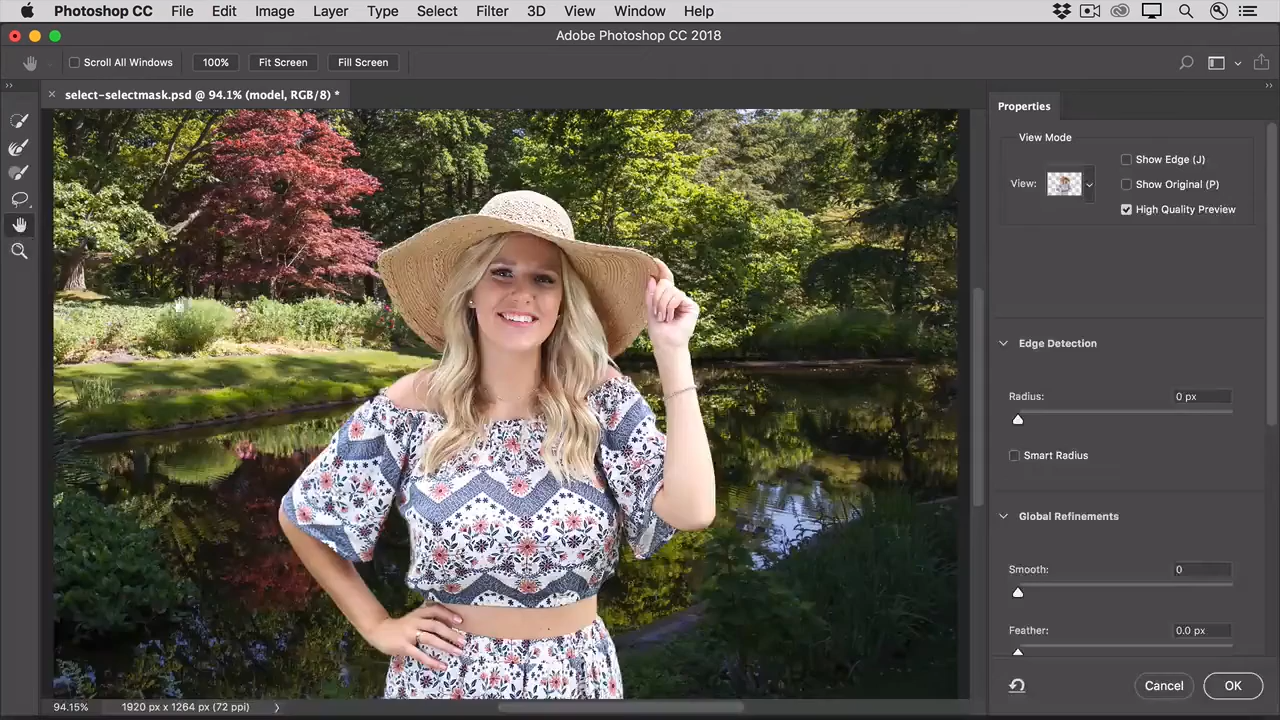 Photoshop CC File Edit Image Layer Type Select Filter 3D View Window Help
Adobe Photoshop CC 2018
Scroll All Windows 100% Fit Screen Fill Screen
select-selectmask.psd @ 94.1% (model, RGB/8) *
Properties
View Mode
Show Edge (J)
View:
Show Original (P)
High Quality Preview
Edge Detection
Radius: 0 px
Smart Radius
Global Refinements
Smooth: 0
Feather: 0.0 px
Cancel OK
94.15% 1920 px x 1264 px (72 ppi)